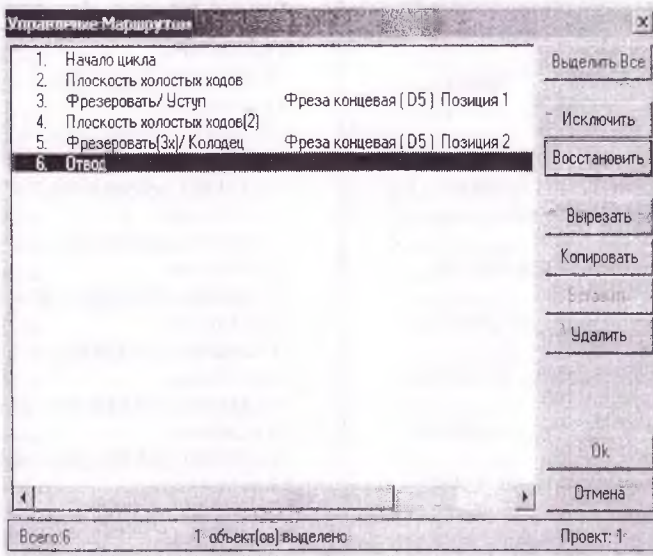 Управление Маршрутом
x
1. Начало цикла
2. Плоскость холостых ходов
3. Фрезеровать/ Уступ Фреза концевая ( D5 ) Позиция 1
4. Плоскость холостых ходов(2)
5. Фрезеровать(3x)/ Колодец Фреза концевая ( D5 ) Позиция 2
6. Отвод
Выделить Все
Исключить
Восстановить
Вырезать
Копировать
Вставить
Удалить
Ok
Отмена
Всего:6 1 объект(ов) выделено Проект: 1